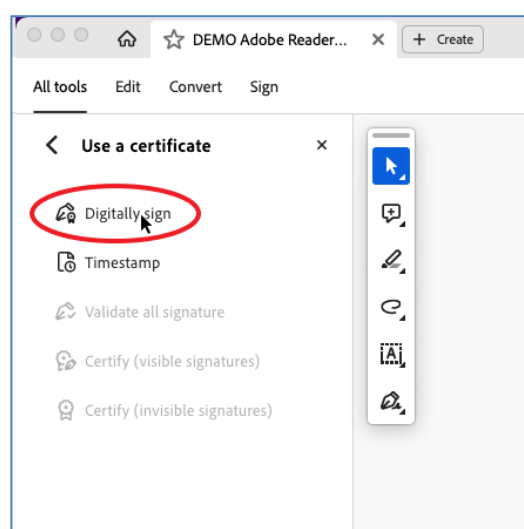 DEMO Adobe Reader... + Create
All tools Edit Convert Sign
Use a certificate
Digitally sign
Timestamp
Validate all signature
Certify (visible signatures)
Certify (invisible signatures)